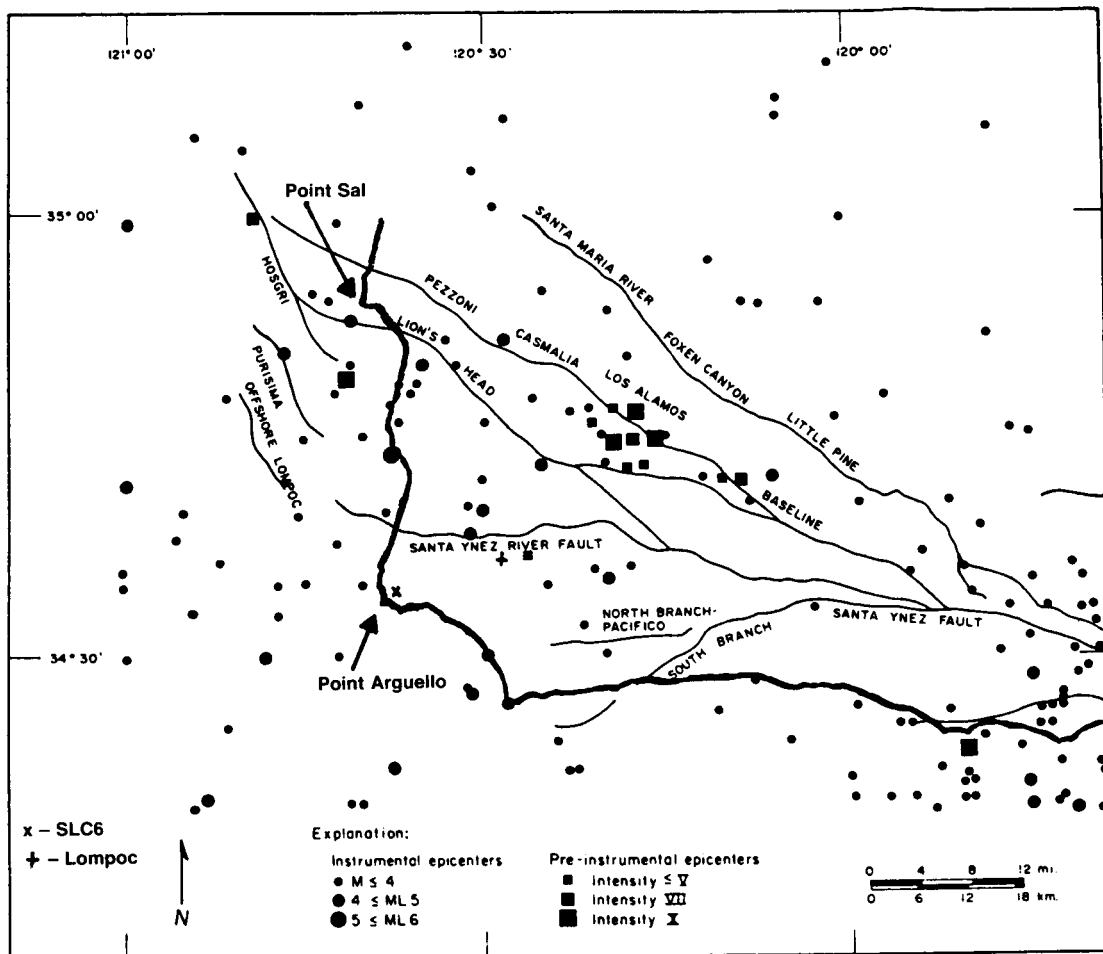 121° 00'
120° 30'
120° 00'
Point Sal
35° 00'
HOSGRI
PEZZONI
SANTA MARIA RIVER
LION'S
HEAD
CASMALIA
FOXEN CANYON
PURISIMA
OFFSHORE LOMPOC
LOS ALAMOS
LITTLE PINE
BASELINE
SANTA YNEZ RIVER FAULT
NORTH BRANCH-
PACIFICO
SANTA YNEZ FAULT
SOUTH BRANCH
34° 30'
Point Arguello
x – SLC6
+ – Lompoc
N
Explanation:
Instrumental epicenters
M ≤ 4
4 ≤ ML 5
5 ≤ ML 6
Pre-instrumental epicenters
Intensity ≤ V
Intensity VII
Intensity X
0 4 8 12 mi.
0 6 12 18 km.